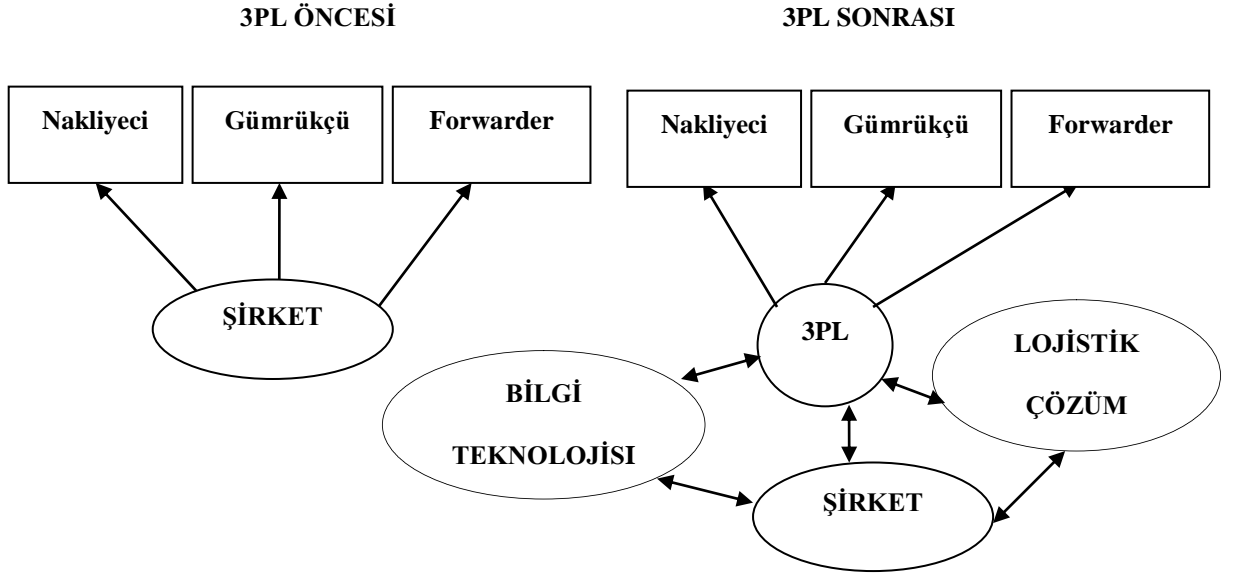 3PL ÖNCESİ
Nakliyeci
Gümrükçü
Forwarder
ŞİRKET
3PL SONRASI
Nakliyeci
Gümrükçü
Forwarder
3PL
LOJİSTİK
ÇÖZÜM
BİLGİ
TEKNOLOJİSI
ŞİRKET